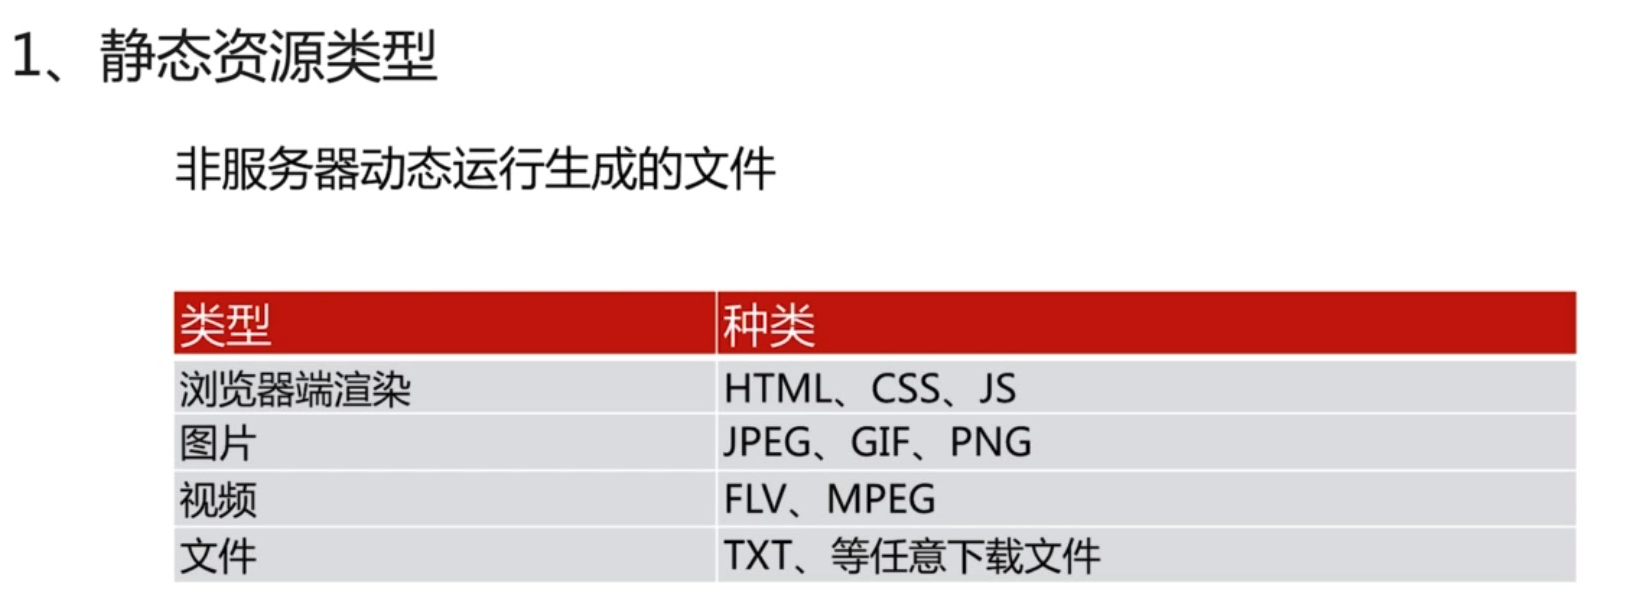 1、静态资源类型
非服务器动态运行生成的文件
类型 种类
浏览器端渲染 HTML、CSS、JS
图片 JPEG、GIF、PNG
视频 FLV、MPEG
文件 TXT、等任意下载文件